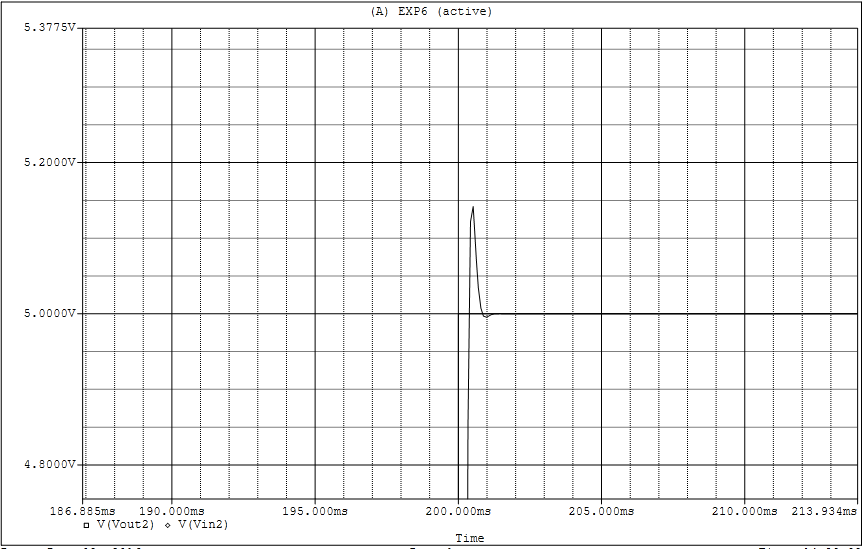 (A) EXP6 (active)
5.3775V
5.2000V
5.0000V
4.8000V
186.885ms 190.000ms 195.000ms 200.000ms 205.000ms 210.000ms 213.934ms
V(Vout2) V(Vin2)
Time